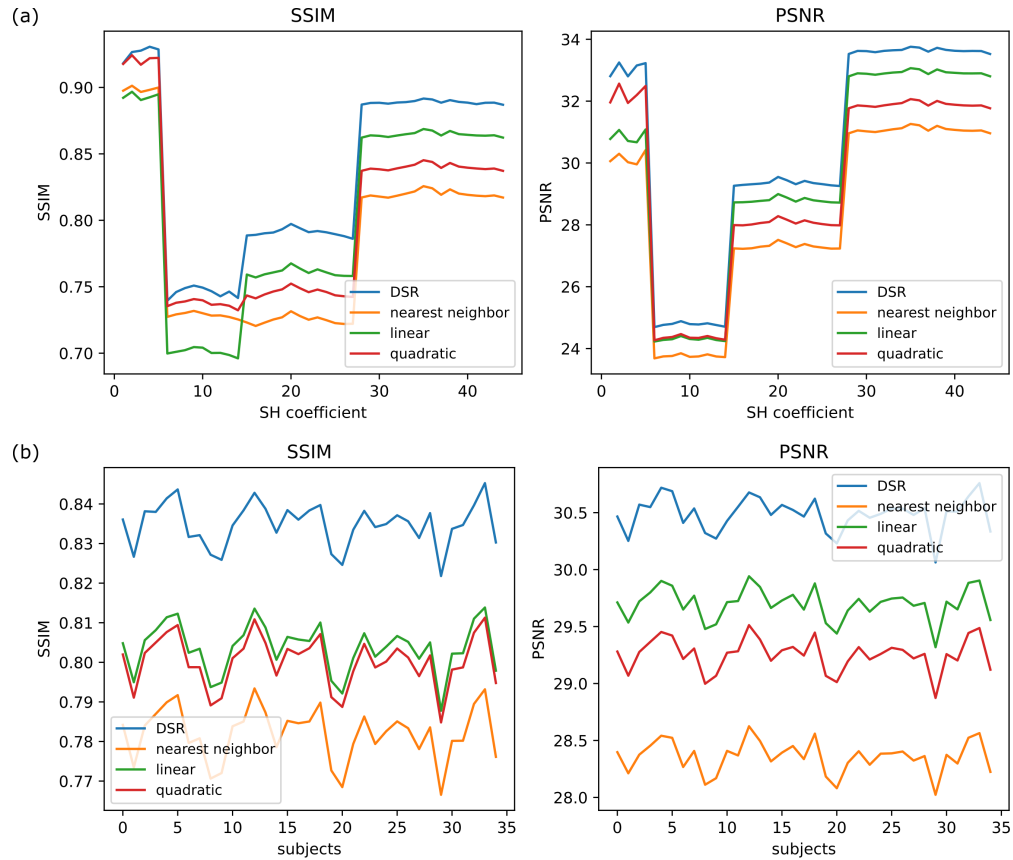 (a)
SSIM
PSNR
SSIM
0.90
0.85
0.80
0.75
0.70
0
10
20
30
40
SH coefficient
DSR
nearest neighbor
linear
quadratic
PSNR
34
32
30
28
26
24
0
10
20
30
40
SH coefficient
DSR
nearest neighbor
linear
quadratic
(b)
SSIM
PSNR
SSIM
0.84
0.83
0.82
0.81
0.80
0.79
0.78
0.77
0
5
10
15
20
25
30
35
subjects
DSR
nearest neighbor
linear
quadratic
PSNR
30.5
30.0
29.5
29.0
28.5
28.0
0
5
10
15
20
25
30
35
subjects
DSR
nearest neighbor
linear
quadratic